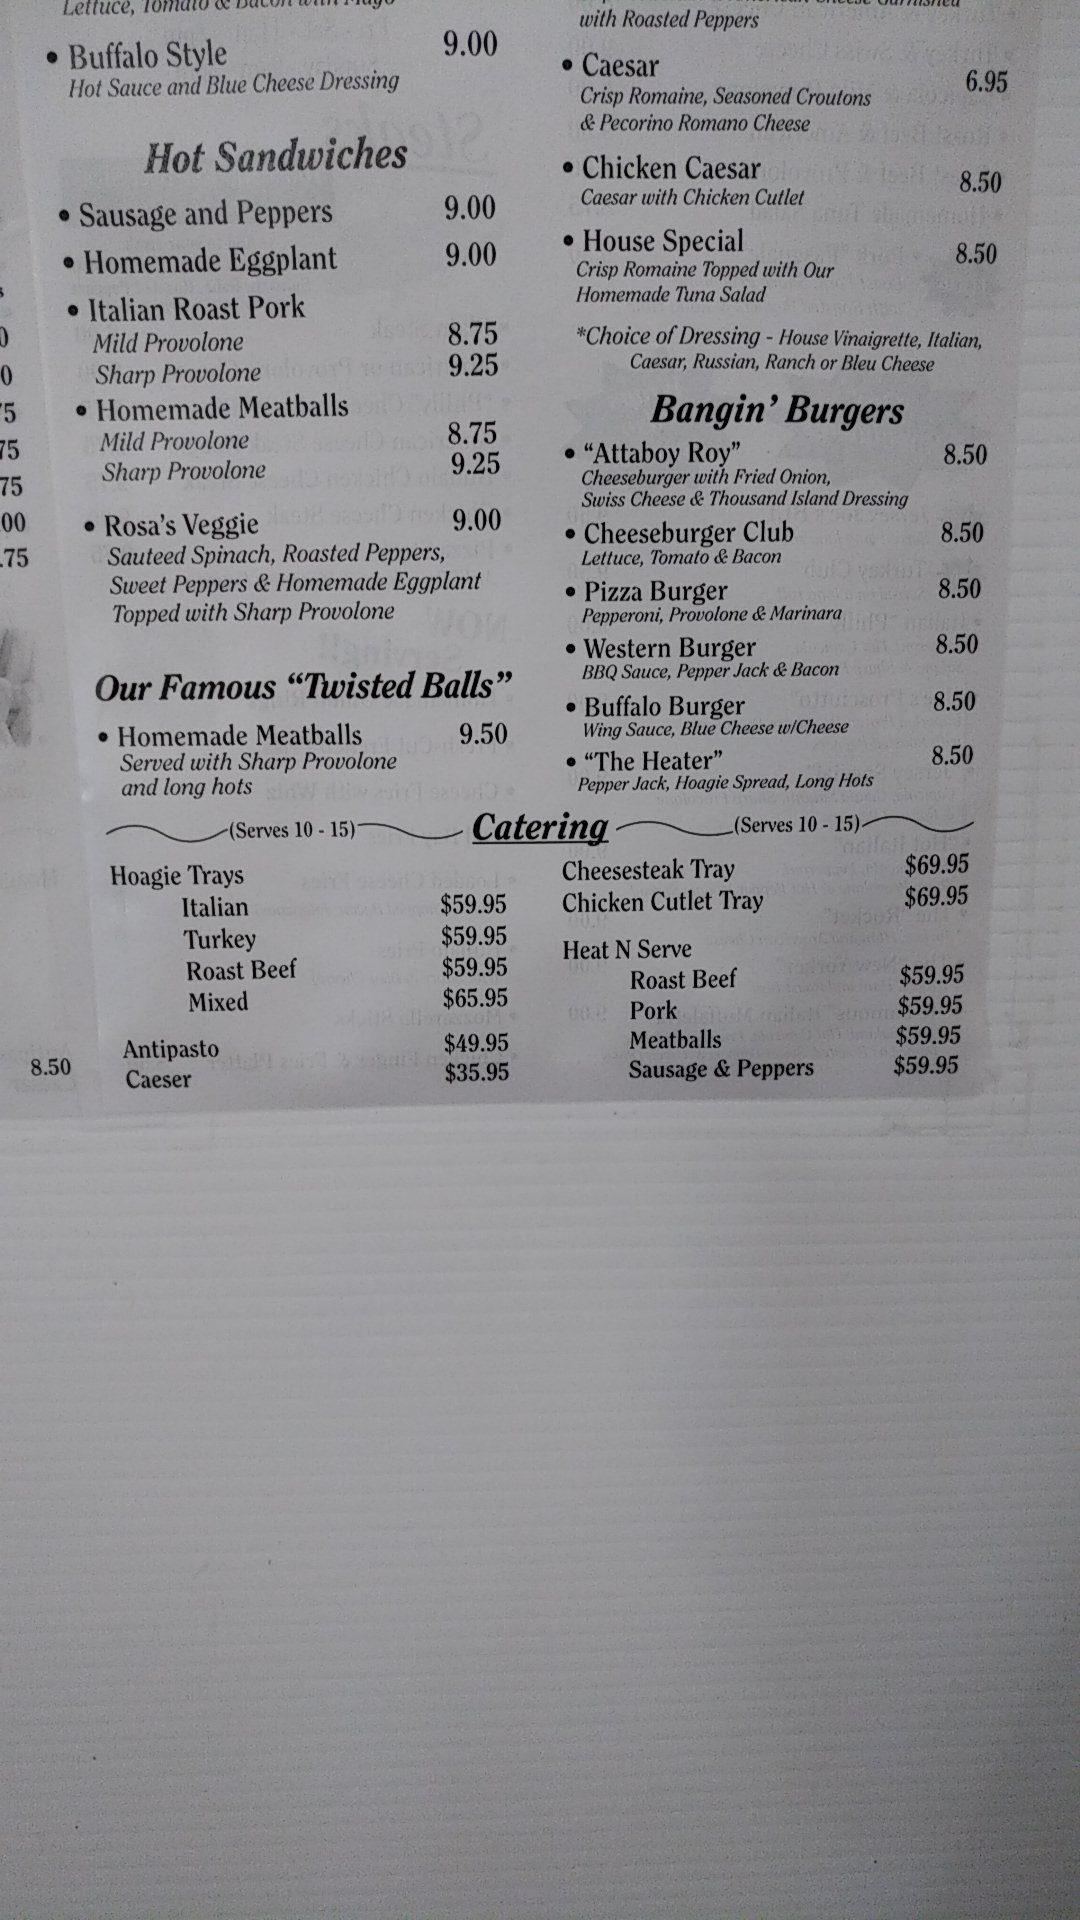 Lettuce, Tomato & Bacon with Mayo
• Buffalo Style 9.00
Hot Sauce and Blue Cheese Dressing
Hot Sandwiches
• Sausage and Peppers 9.00
• Homemade Eggplant 9.00
• Italian Roast Pork
Mild Provolone 8.75
Sharp Provolone 9.25
• Homemade Meatballs
Mild Provolone 8.75
Sharp Provolone 9.25
• Rosa's Veggie 9.00
Sauteed Spinach, Roasted Peppers,
Sweet Peppers & Homemade Eggplant
Topped with Sharp Provolone
Our Famous “Twisted Balls”
• Homemade Meatballs 9.50
Served with Sharp Provolone
and long hots
American Cheese Garnished
with Roasted Peppers
• Caesar 6.95
Crisp Romaine, Seasoned Croutons
& Pecorino Romano Cheese
• Chicken Caesar 8.50
Caesar with Chicken Cutlet
• House Special 8.50
Crisp Romaine Topped with Our
Homemade Tuna Salad
*Choice of Dressing - House Vinaigrette, Italian,
Caesar, Russian, Ranch or Bleu Cheese
Bangin' Burgers
• “Attaboy Roy” 8.50
Cheeseburger with Fried Onion,
Swiss Cheese & Thousand Island Dressing
• Cheeseburger Club 8.50
Lettuce, Tomato & Bacon
• Pizza Burger 8.50
Pepperoni, Provolone & Marinara
• Western Burger 8.50
BBQ Sauce, Pepper Jack & Bacon
• Buffalo Burger 8.50
Wing Sauce, Blue Cheese w/Cheese
• “The Heater” 8.50
Pepper Jack, Hoagie Spread, Long Hots
(Serves 10 - 15) Catering (Serves 10 - 15)
Hoagie Trays
Italian $59.95
Turkey $59.95
Roast Beef $59.95
Mixed $65.95
Antipasto $49.95
Caeser $35.95
Cheesesteak Tray $69.95
Chicken Cutlet Tray $69.95
Heat N Serve
Roast Beef $59.95
Pork $59.95
Meatballs $59.95
Sausage & Peppers $59.95
8.50